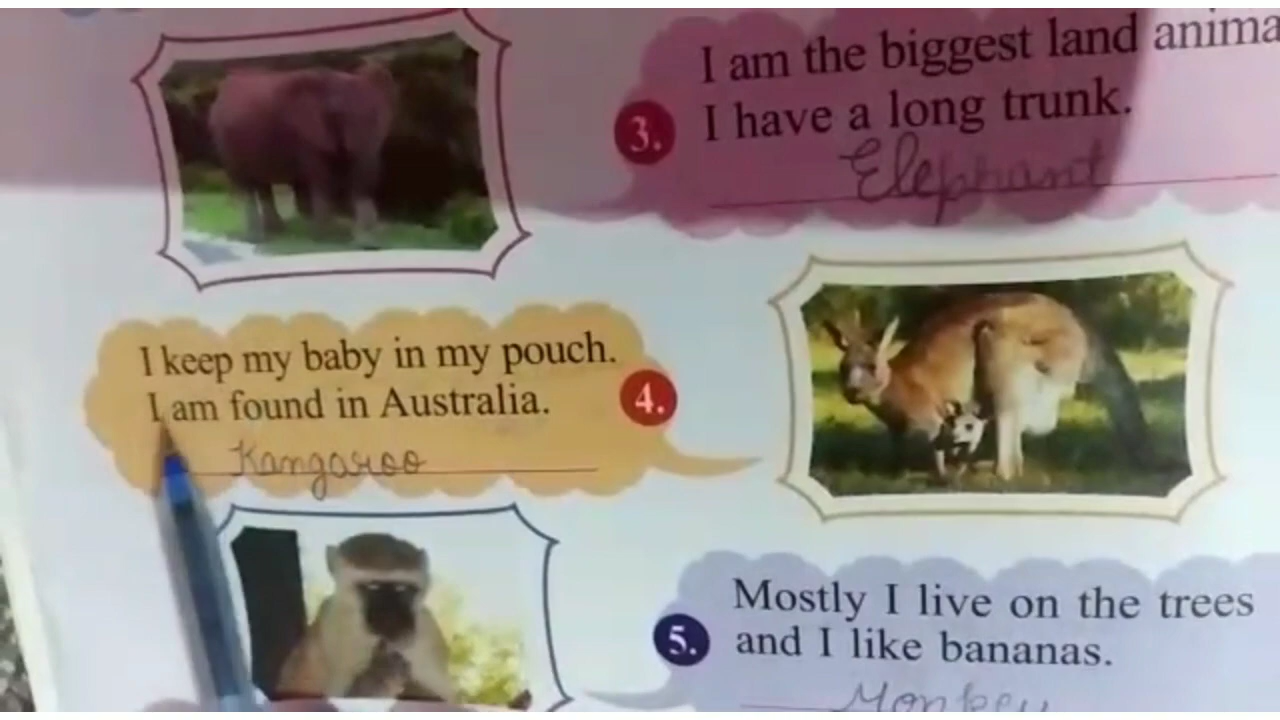 I am the biggest land anima
3. I have a long trunk.
Elephant
I keep my baby in my pouch.
I am found in Australia. 4.
Kangaroo
Mostly I live on the trees
5. and I like bananas.
Monkey